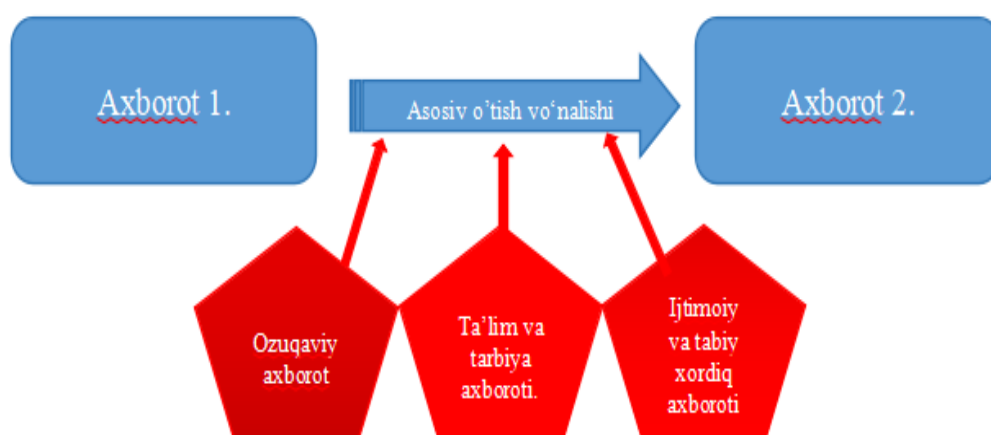 Axborot 1.
Asosiv o’tish vo‘nalishi
Axborot 2.
Ozuqaviy
axborot
Ta’lim va
tarbiya
axboroti.
Ijtimoiy
va tabiy
xordiq
axboroti